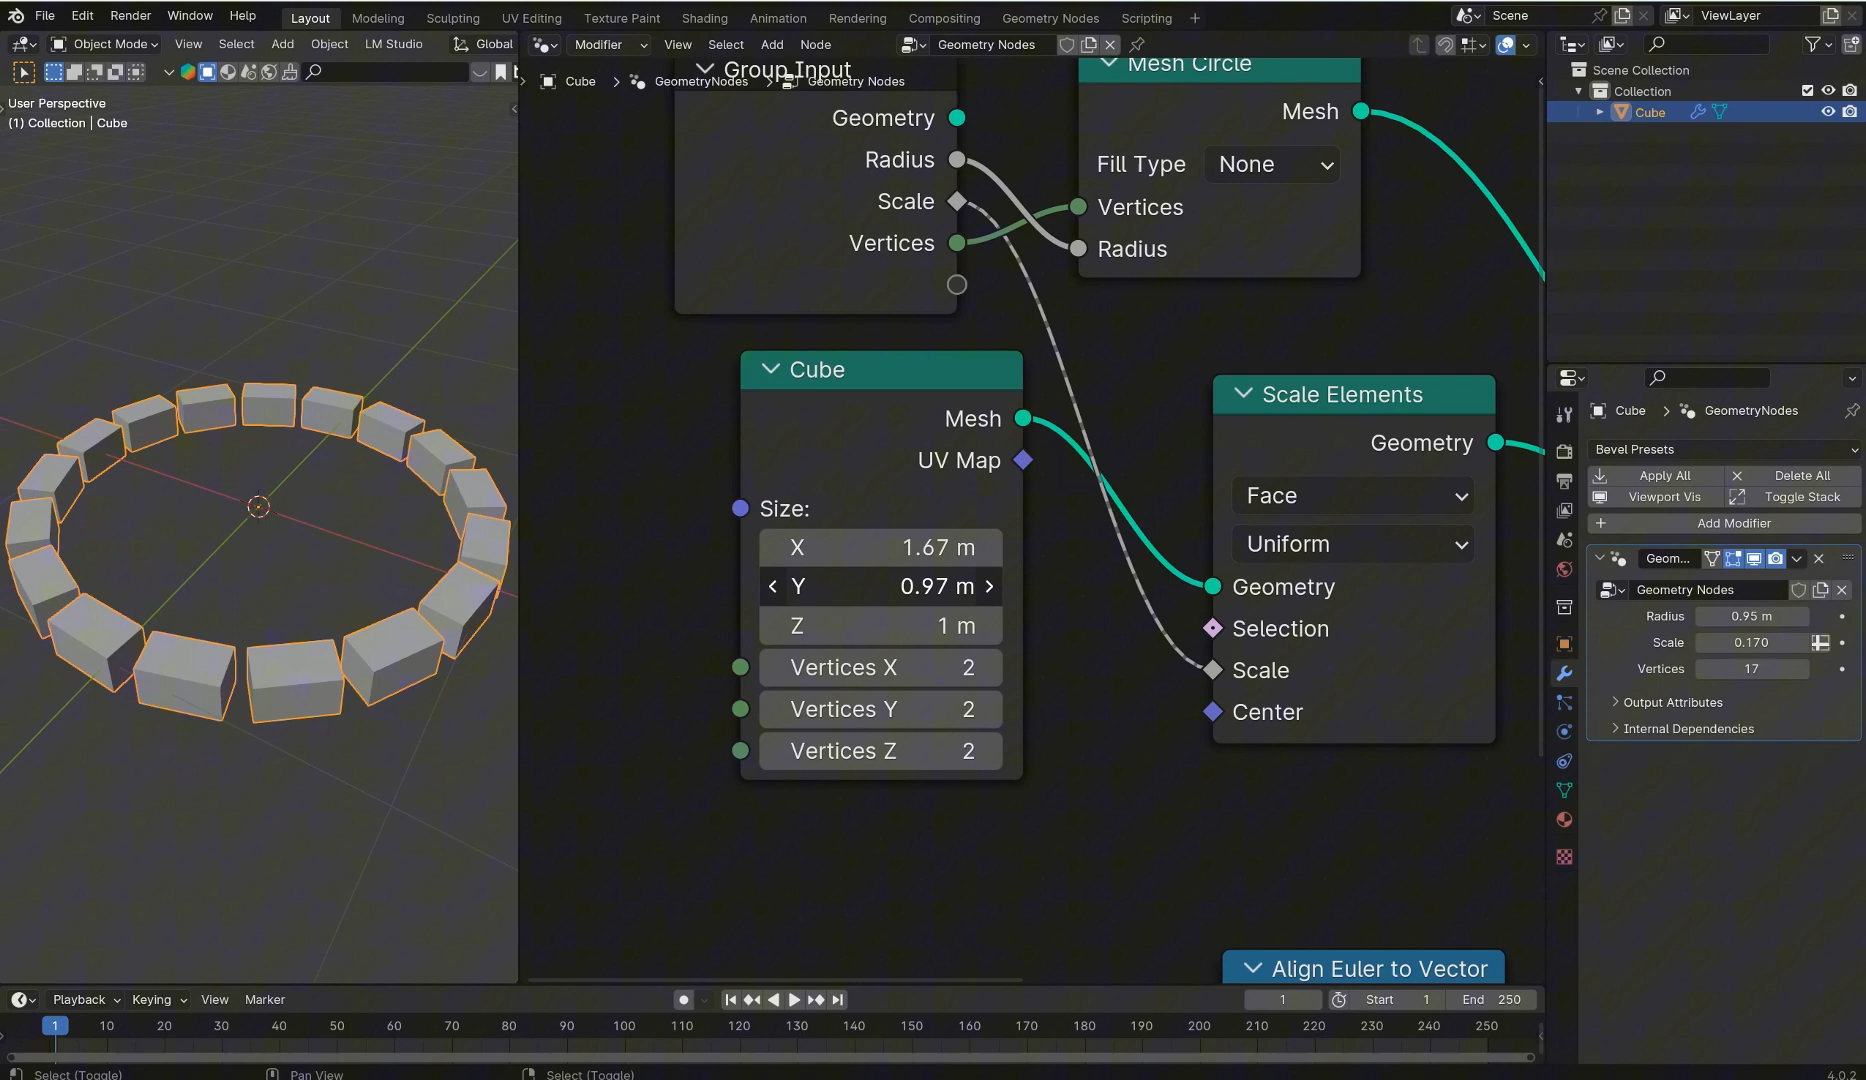 File Edit Render Window Help Layout Modeling Sculpting UV Editing Texture Paint Shading Animation Rendering Compositing Geometry Nodes Scripting + Scene ViewLayer
Object Mode View Select Add Object LM Studio Global
Modifier View Select Add Node Geometry Nodes
User Perspective
(1) Collection | Cube
Group Input
Cube > GeometryNodes > Geometry Nodes
Geometry
Radius
Scale
Vertices
Mesh Circle
Mesh
Fill Type None
Vertices
Radius
Cube
Mesh
UV Map
Size:
X 1.67 m
Y 0.97 m
Z 1 m
Vertices X 2
Vertices Y 2
Vertices Z 2
Scale Elements
Geometry
Face
Uniform
Geometry
Selection
Scale
Center
Align Euler to Vector
Scene Collection
Collection
Cube
Cube > GeometryNodes
Bevel Presets
Apply All Delete All
Viewport Vis Toggle Stack
Add Modifier
Geom...
Geometry Nodes
Radius 0.95 m
Scale 0.170
Vertices 17
Output Attributes
Internal Dependencies
Playback Keying View Marker 1 Start 1 End 250
1 10 20 30 40 50 60 70 80 90 100 110 120 130 140 150 160 170 180 190 200 210 220 230 240 250
Select (Toggle) Pan View Select (Toggle) 4.0.2